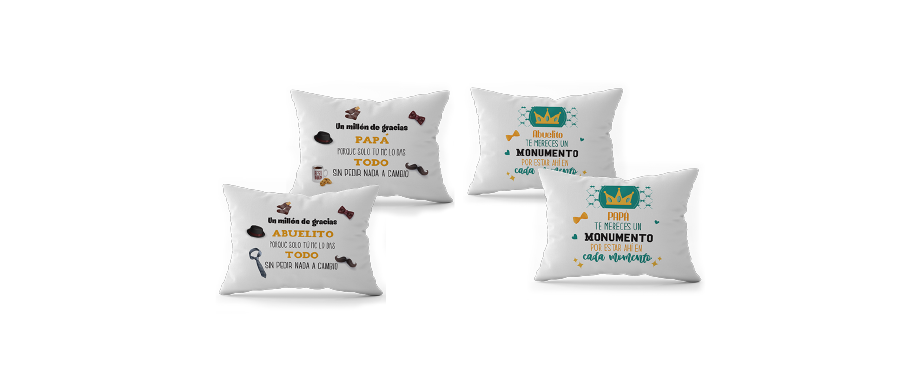 Un millón de gracias
PAPÁ
PORQUE SOLO TÚ
LO DAS
TODO
SIN PEDIR NADA A CAMBIO
Abuelito
TE MERECES UN
MONUMENTO
POR ESTAR AHÍ EN
cada momento
Un millón de gracias
ABUELITO
PORQUE SOLO TÚ
LO DAS
TODO
SIN PEDIR NADA A CAMBIO
PAPÁ
TE MERECES UN
MONUMENTO
POR ESTAR AHÍ EN
cada momento